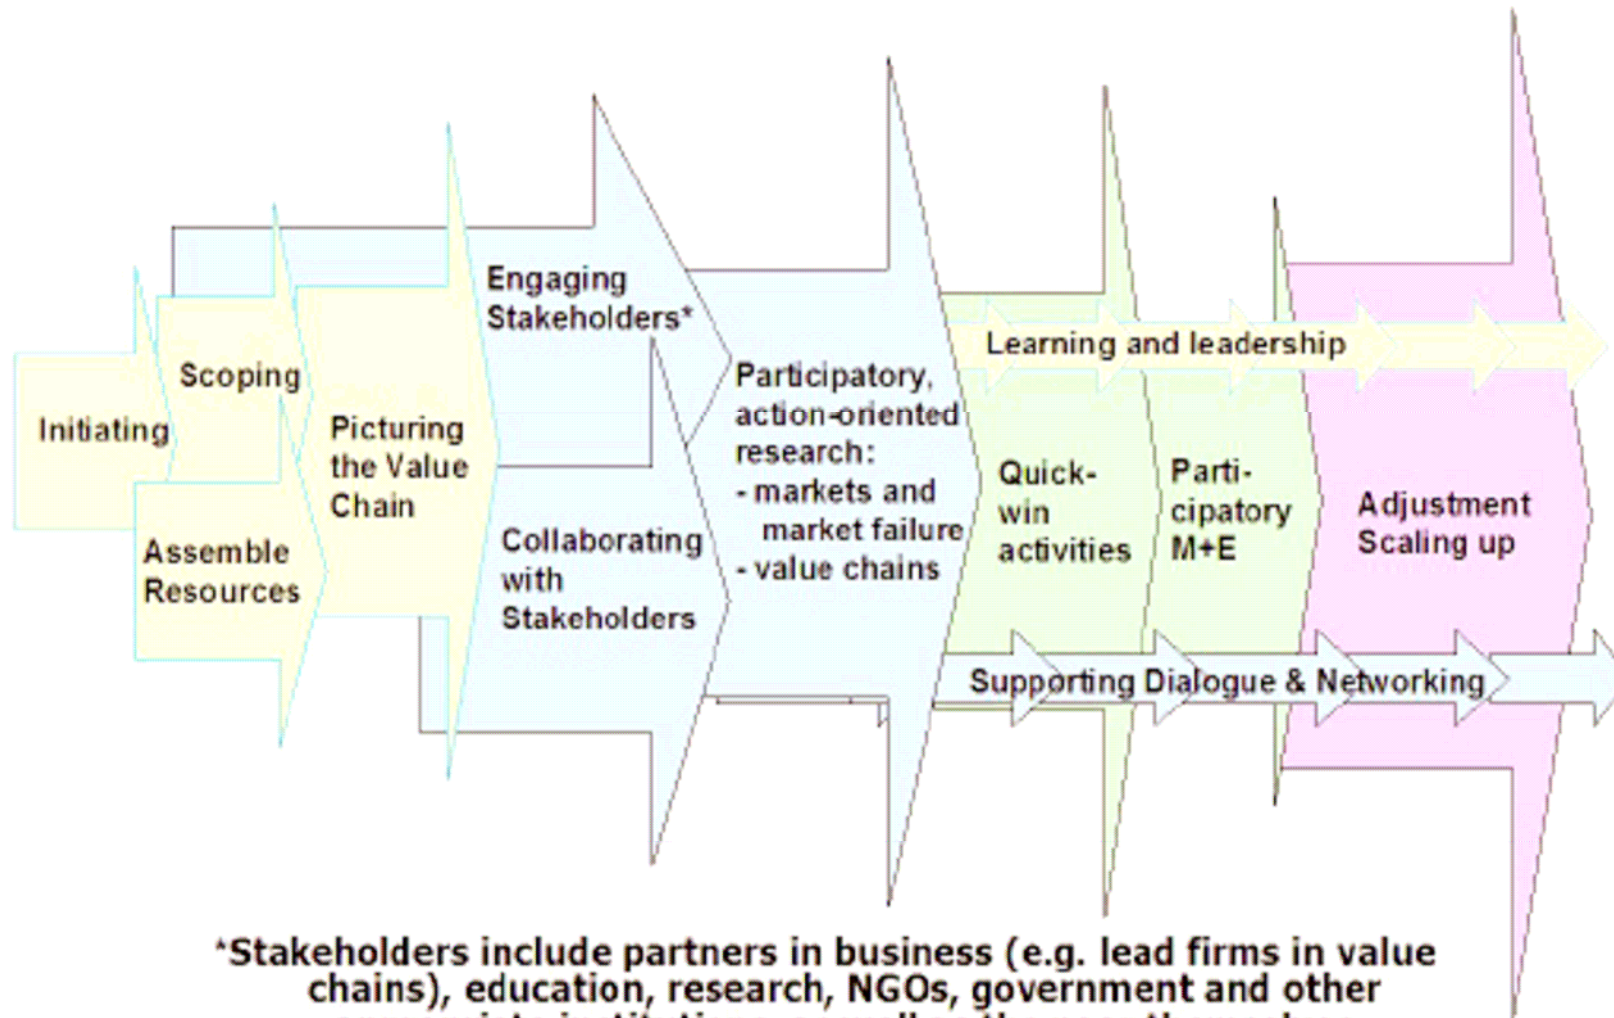 Initiating
Scoping
Assemble
Resources
Picturing
the Value
Chain
Engaging
Stakeholders*
Collaborating
with
Stakeholders
Participatory,
action-oriented
research:
- markets and
market failure
- value chains
Learning and leadership
Quick-
win
activities
Parti-
cipatory
M+E
Adjustment
Scaling up
Supporting Dialogue & Networking
*Stakeholders include partners in business (e.g. lead firms in value
chains), education, research, NGOs, government and other